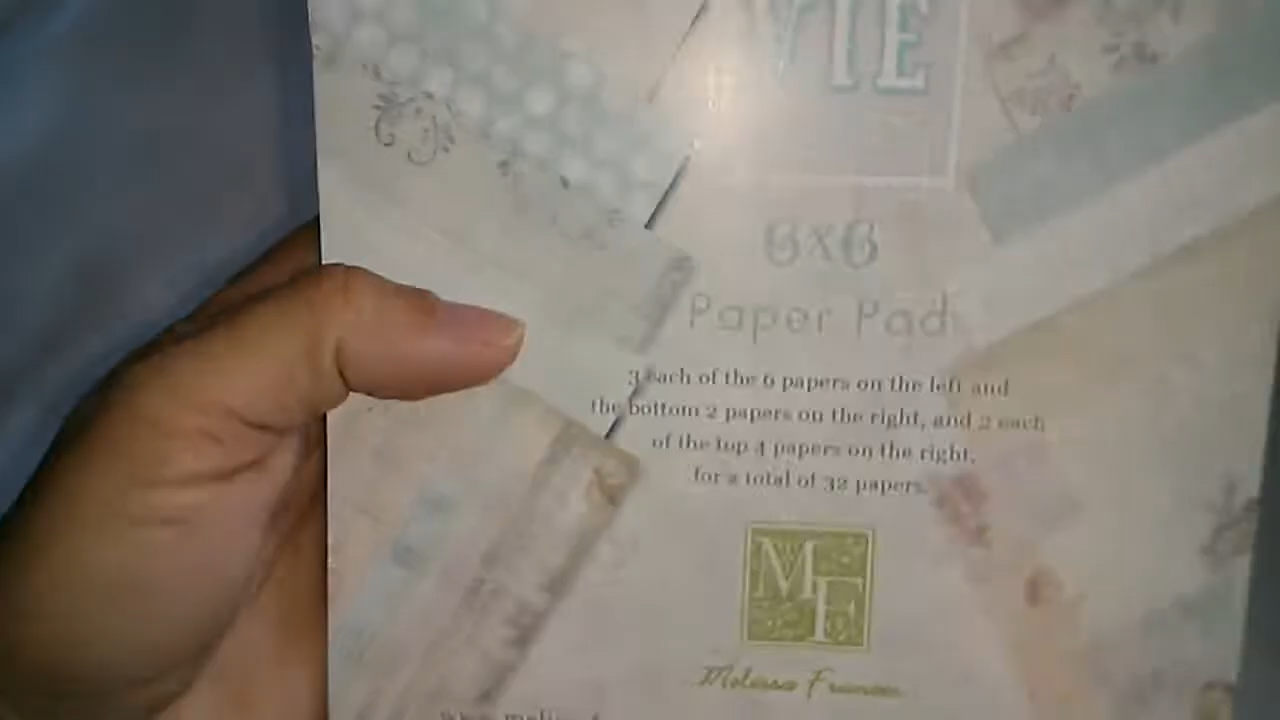 VIE
6x6
Paper Pad
3 each of the 6 papers on the left and
the bottom 2 papers on the right, and 2 each
of the top 4 papers on the right,
for a total of 32 papers.
MF
Melissa Frances